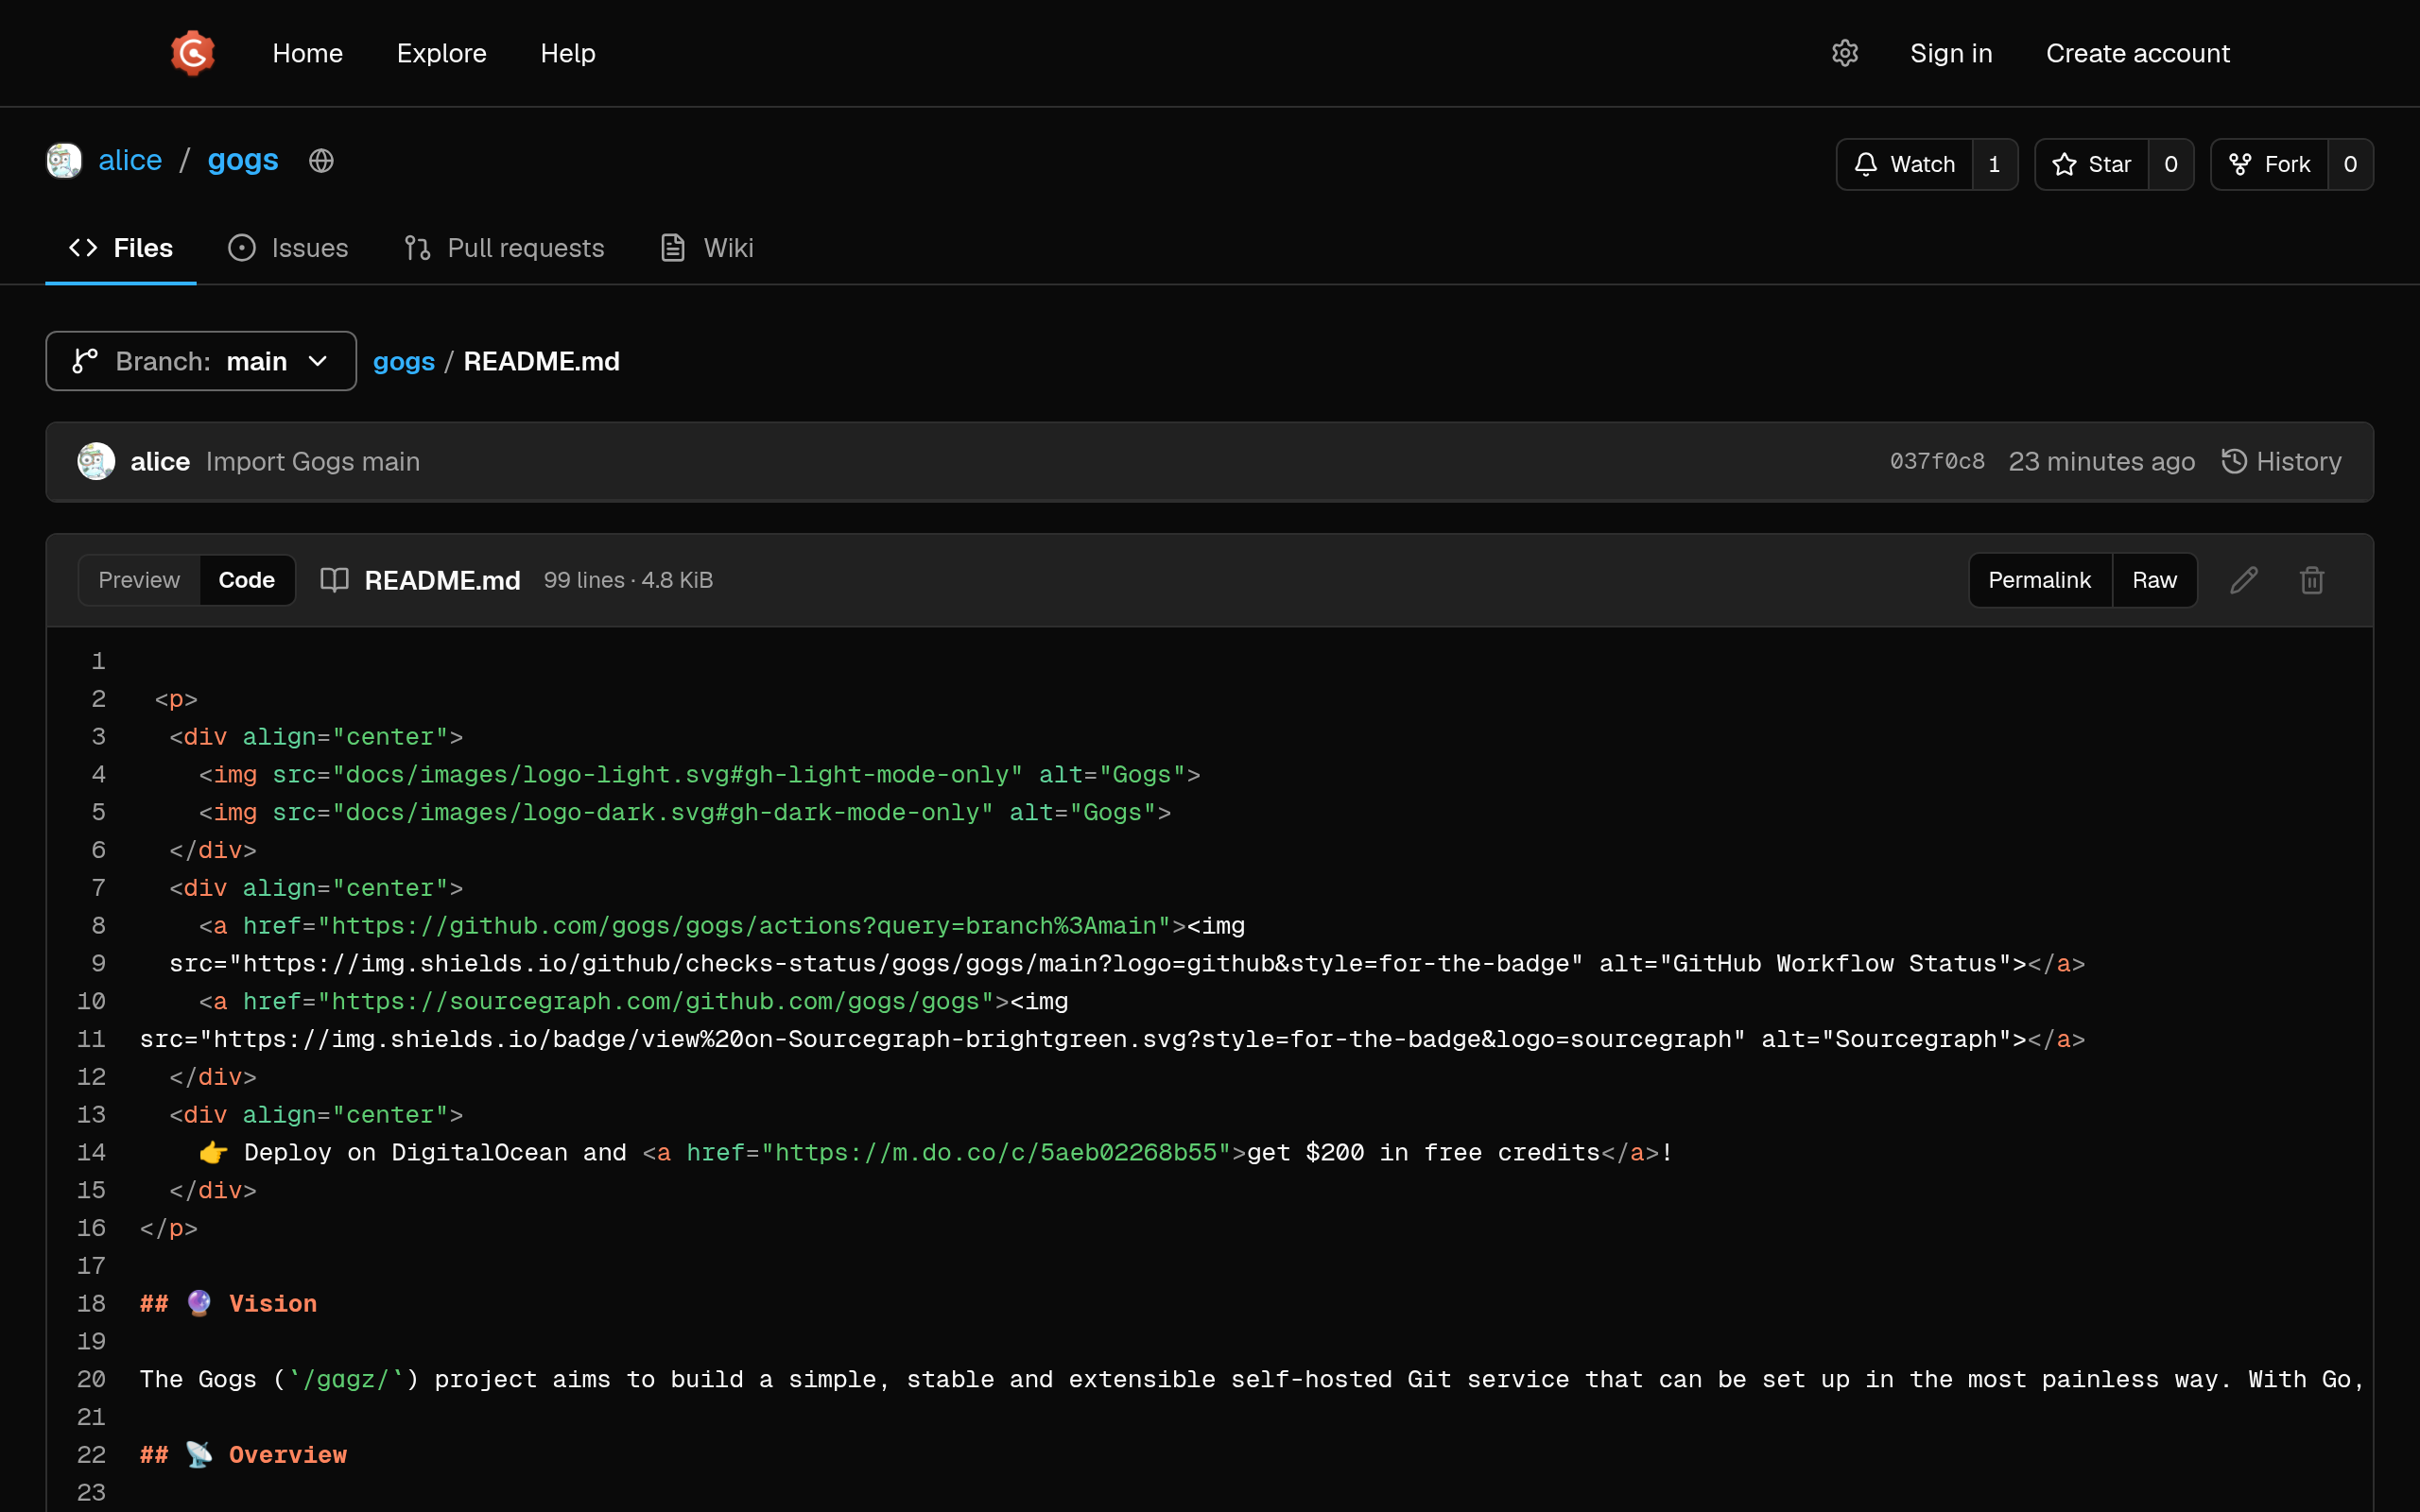 Home Explore Help Sign in Create account
alice / gogs Watch 1 Star 0 Fork 0
Files Issues Pull requests Wiki
Branch: main gogs / README.md
alice Import Gogs main 037f0c8 23 minutes ago History
Preview Code README.md 99 lines · 4.8 KiB Permalink Raw
1
2 <p>
3 <div align="center">
4 <img src="docs/images/logo-light.svg#gh-light-mode-only" alt="Gogs">
5 <img src="docs/images/logo-dark.svg#gh-dark-mode-only" alt="Gogs">
6 </div>
7 <div align="center">
8 <a href="https://github.com/gogs/gogs/actions?query=branch%3Amain"><img
9 src="https://img.shields.io/github/checks-status/gogs/gogs/main?logo=github&style=for-the-badge" alt="GitHub Workflow Status"></a>
10 <a href="https://sourcegraph.com/github.com/gogs/gogs"><img
11 src="https://img.shields.io/badge/view%20on-Sourcegraph-brightgreen.svg?style=for-the-badge&logo=sourcegraph" alt="Sourcegraph"></a>
12 </div>
13 <div align="center">
14 👉 Deploy on DigitalOcean and <a href="https://m.do.co/c/5aeb02268b55">get $200 in free credits</a>!
15 </div>
16 </p>
17
18 ## 🔮 Vision
19
20 The Gogs (`/gɑgz/`) project aims to build a simple, stable and extensible self-hosted Git service that can be set up in the most painless way. With Go,
21
22 ## 📡 Overview
23